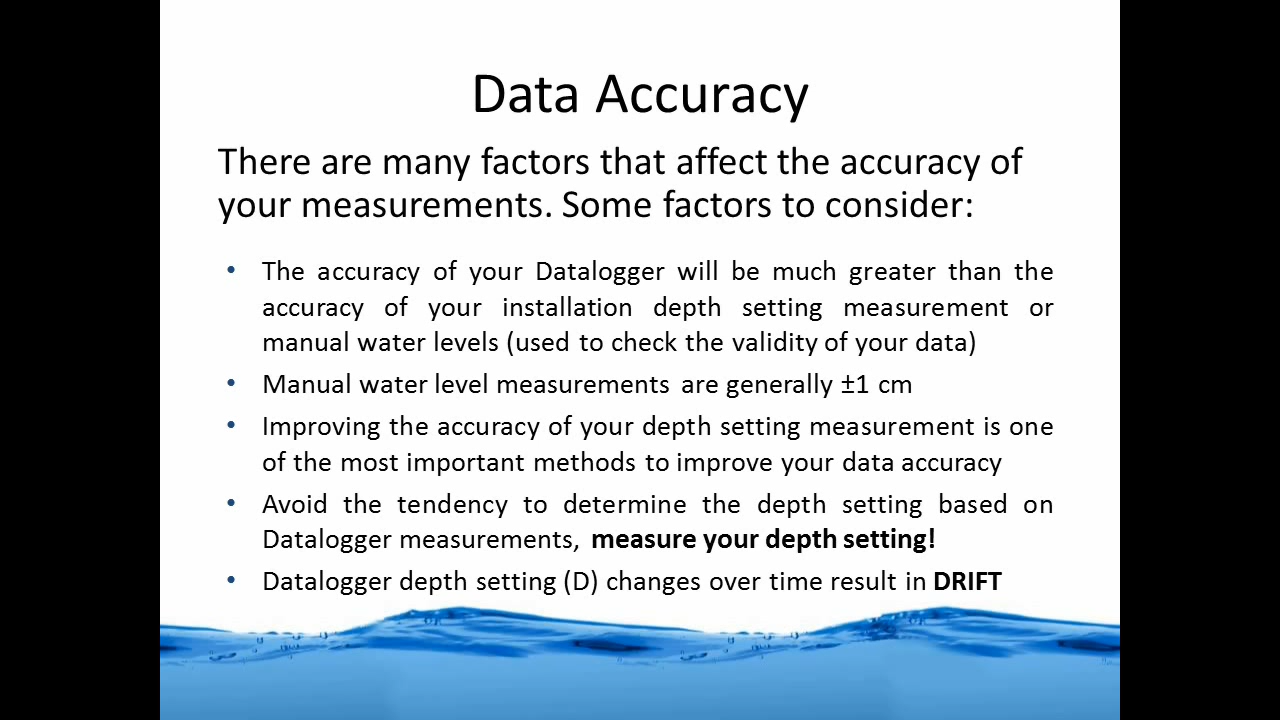 Data Accuracy
There are many factors that affect the accuracy of
your measurements. Some factors to consider:
• The accuracy of your Datalogger will be much greater than the
accuracy of your installation depth setting measurement or
manual water levels (used to check the validity of your data)
• Manual water level measurements are generally ±1 cm
• Improving the accuracy of your depth setting measurement is one
of the most important methods to improve your data accuracy
• Avoid the tendency to determine the depth setting based on
Datalogger measurements, measure your depth setting!
• Datalogger depth setting (D) changes over time result in DRIFT